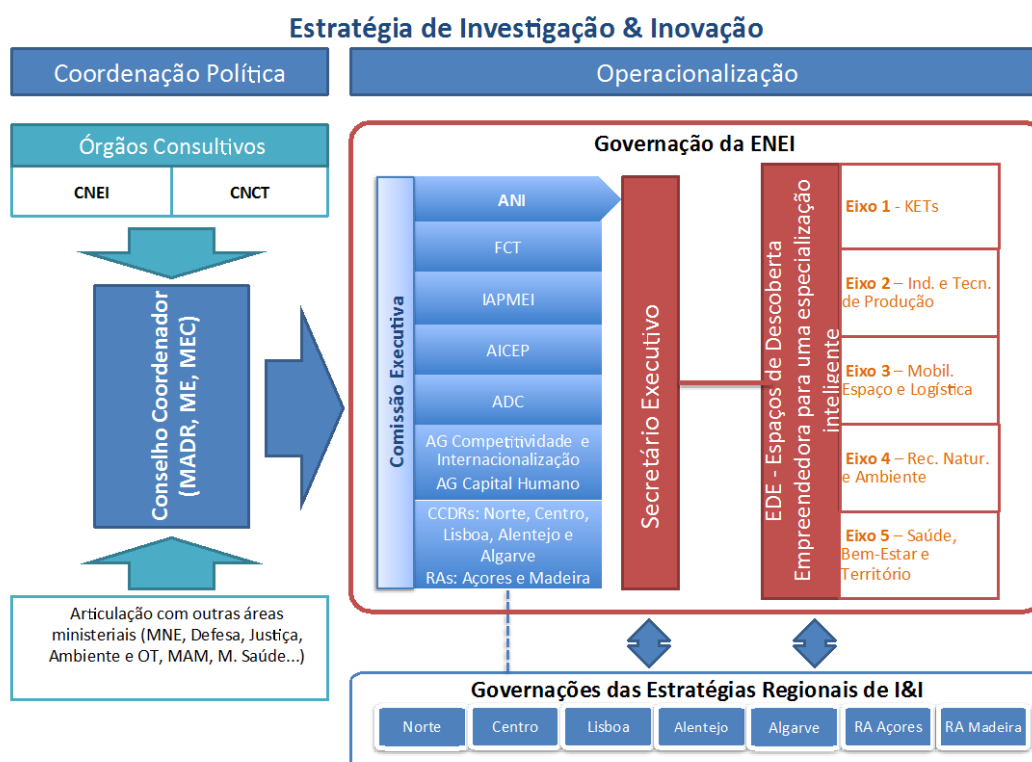 Estratégia de Investigação & Inovação
Coordenação Política
Operacionalização
Órgãos Consultivos
CNEI
CNCT
Conselho Coordenador
(MADR, ME, MEC)
Articulação com outras áreas
ministeriais (MNE, Defesa, Justiça,
Ambiente e OT, MAM, M. Saúde...)
Governação da ENEI
Comissão Executiva
ANI
FCT
IAPMEI
AICEP
ADC
AG Competitividade e
Internacionalização
AG Capital Humano
CCDRs: Norte, Centro,
Lisboa, Alentejo e
Algarve
RAs: Açores e Madeira
Secretário Executivo
EDE - Espaços de Descoberta
Empreendedora para uma especialização
inteligente
Eixo 1 - KETs
Eixo 2 – Ind. e Tecn.
de Produção
Eixo 3 – Mobil.
Espaço e Logística
Eixo 4 – Rec. Natur.
e Ambiente
Eixo 5 – Saúde,
Bem-Estar e
Território
Governações das Estratégias Regionais de I&I
Norte
Centro
Lisboa
Alentejo
Algarve
RA Açores
RA Madeira